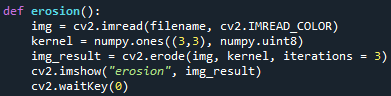 def erosion():
    img = cv2.imread(filename, cv2.IMREAD_COLOR)
    kernel = numpy.ones((3,3), numpy.uint8)
    img_result = cv2.erode(img, kernel, iterations = 3)
    cv2.imshow("erosion", img_result)
    cv2.waitKey(0)